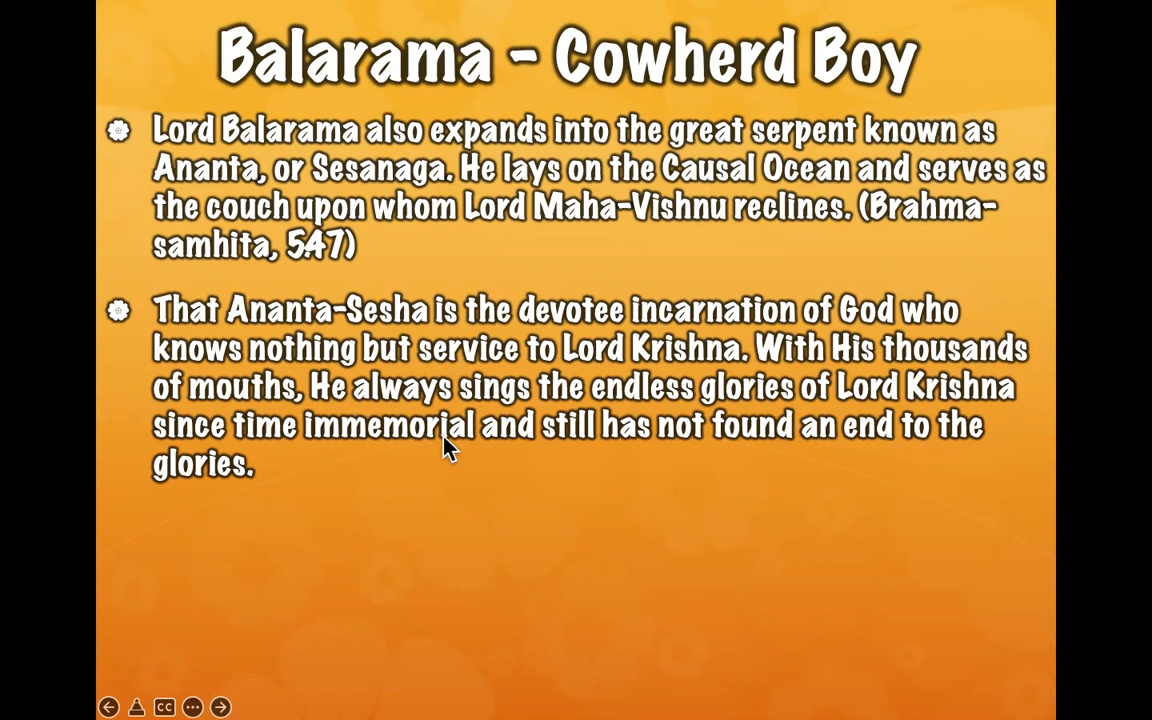 Balarama - Cowherd Boy
Lord Balarama also expands into the great serpent known as
Ananta, or Sesanaga. He lays on the Causal Ocean and serves as
the couch upon whom Lord Maha-Vishnu reclines. (Brahma-
samhita, 5.47)
That Ananta-Sesha is the devotee incarnation of God who
knows nothing but service to Lord Krishna. With His thousands
of mouths, He always sings the endless glories of Lord Krishna
since time immemorial and still has not found an end to the
glories.
CC